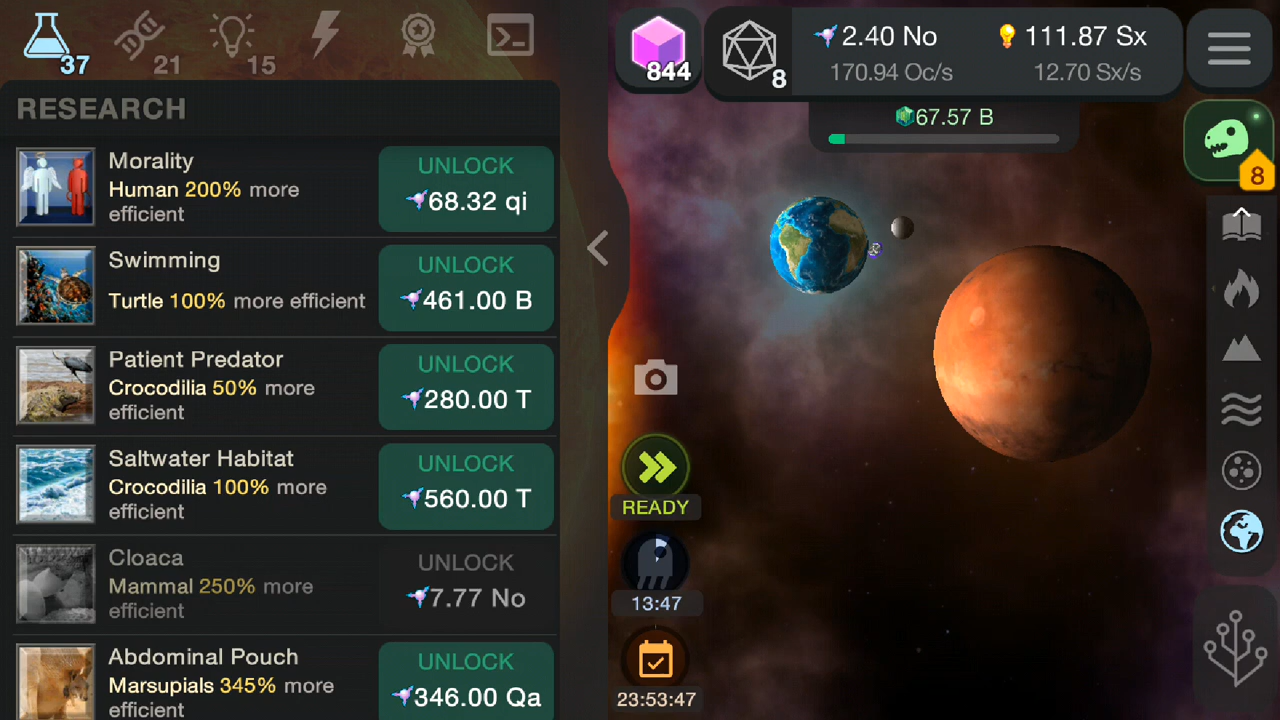 37
21
15
844
8
2.40 No
111.87 Sx
170.94 Oc/s
12.70 Sx/s
67.57 B
8
RESEARCH
Morality
Human 200% more
efficient
UNLOCK
68.32 qi
Swimming
Turtle 100% more efficient
UNLOCK
461.00 B
Patient Predator
Crocodilia 50% more
efficient
UNLOCK
280.00 T
Saltwater Habitat
Crocodilia 100% more
efficient
UNLOCK
560.00 T
Cloaca
Mammal 250% more
efficient
UNLOCK
7.77 No
Abdominal Pouch
Marsupials 345% more
efficient
UNLOCK
346.00 Qa
READY
13:47
23:53:47